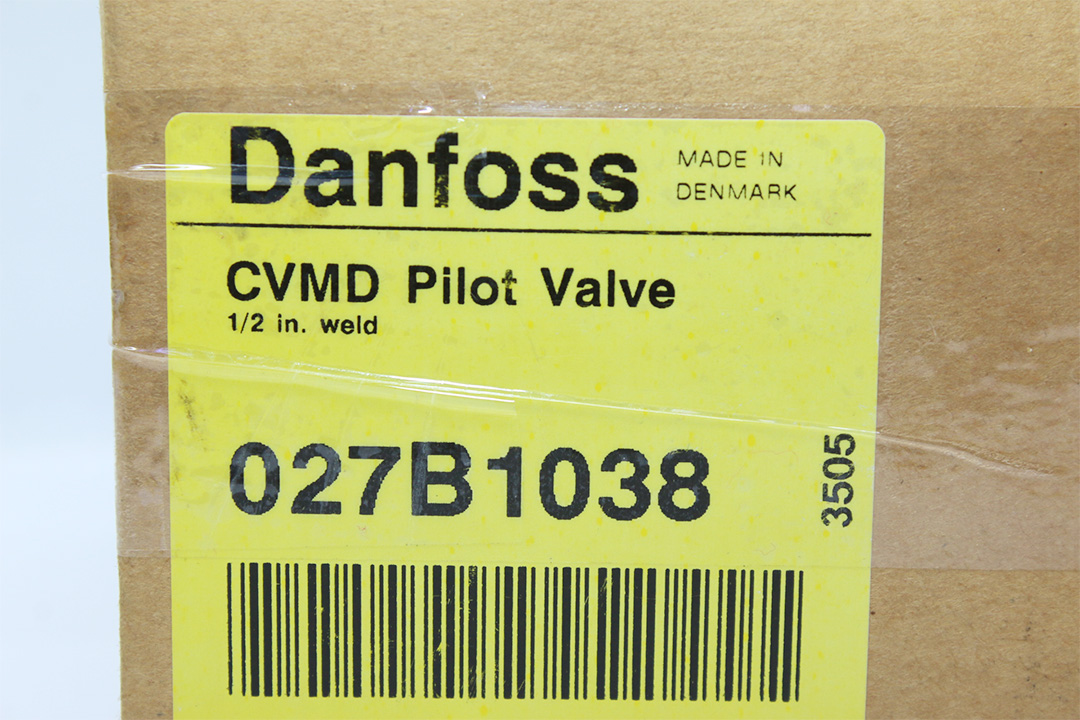 Danfoss
MADE IN
DENMARK
CVMD Pilot Valve
1/2 in. weld
027B1038
3505